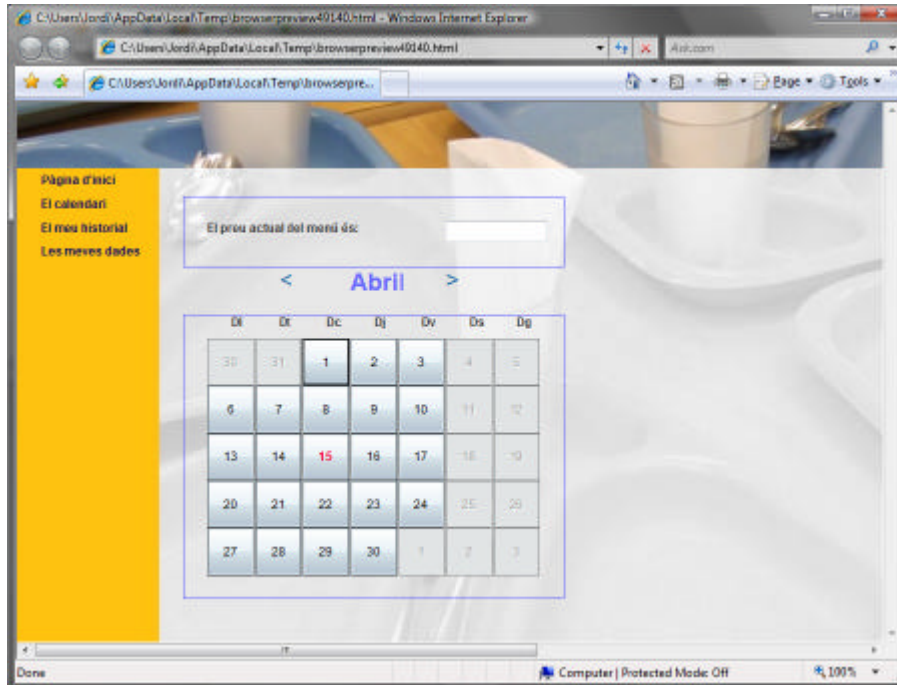 C:\Users\Jordi\AppData\Local\Temp\browserpreview49140.html - Windows Internet Explorer
C:\Users\Jordi\AppData\Local\Temp\browserpreview49140.html
Ask.com
C:\Users\Jordi\AppData\Local\Temp\browserpre...
Page
Tools
Pàgina d'inici
El calendari
El meu historial
Les meves dades
El preu actual del menú és:
< Abril >
Dl Dt Dc Dj Dv Ds Dg
30 31 1 2 3 4 5
6 7 8 9 10 11 12
13 14 15 16 17 18 19
20 21 22 23 24 25 26
27 28 29 30 1 2 3
Done
Computer | Protected Mode: Off
100%